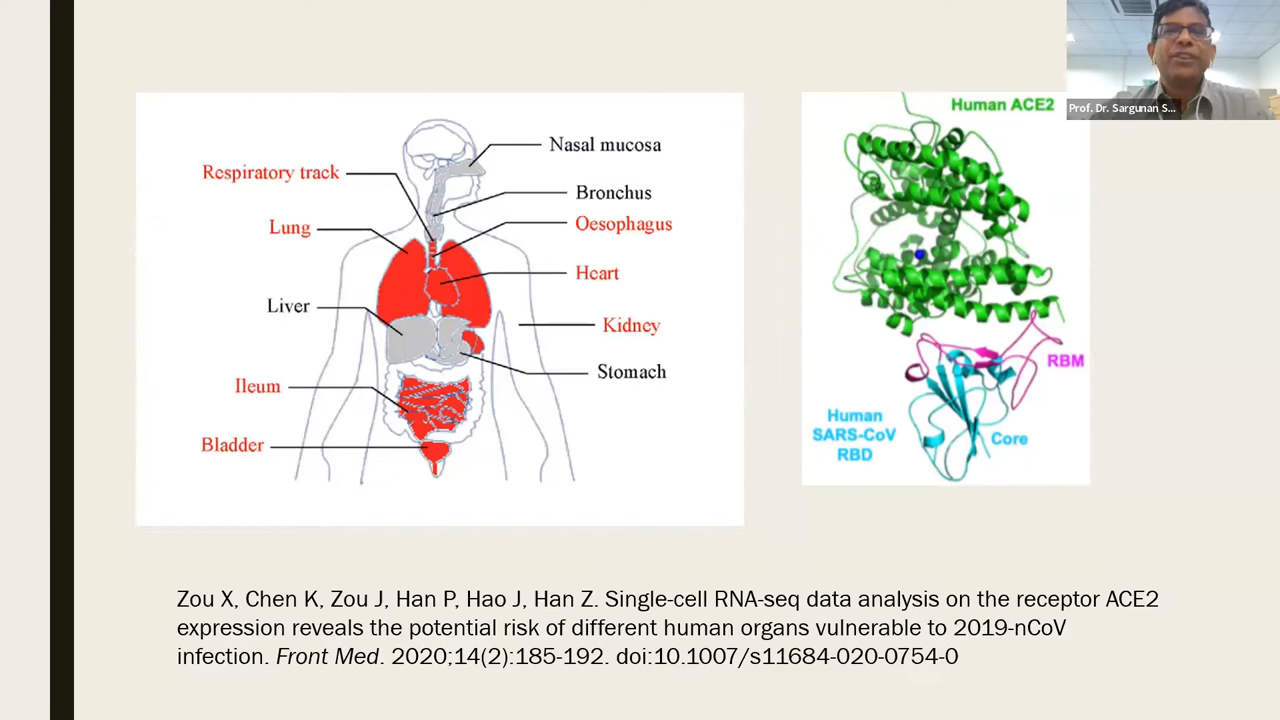 Prof. Dr. Sargunan S...
Human ACE2
Nasal mucosa
Respiratory track
Bronchus
Oesophagus
Lung
Heart
Liver
Kidney
Stomach
Ileum
Bladder
RBM
Human
SARS-CoV
RBD
Core
Zou X, Chen K, Zou J, Han P, Hao J, Han Z. Single-cell RNA-seq data analysis on the receptor ACE2
expression reveals the potential risk of different human organs vulnerable to 2019-nCoV
infection. Front Med. 2020;14(2):185-192. doi:10.1007/s11684-020-0754-0